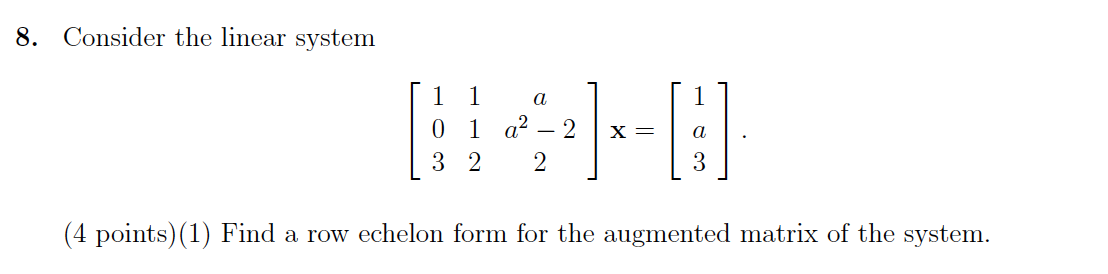 8. Consider the linear system
[ 1 1 a ] [ 1 ]
[ 0 1 a² − 2 ] x = [ a ] .
[ 3 2 2 ] [ 3 ]
(4 points)(1) Find a row echelon form for the augmented matrix of the system.